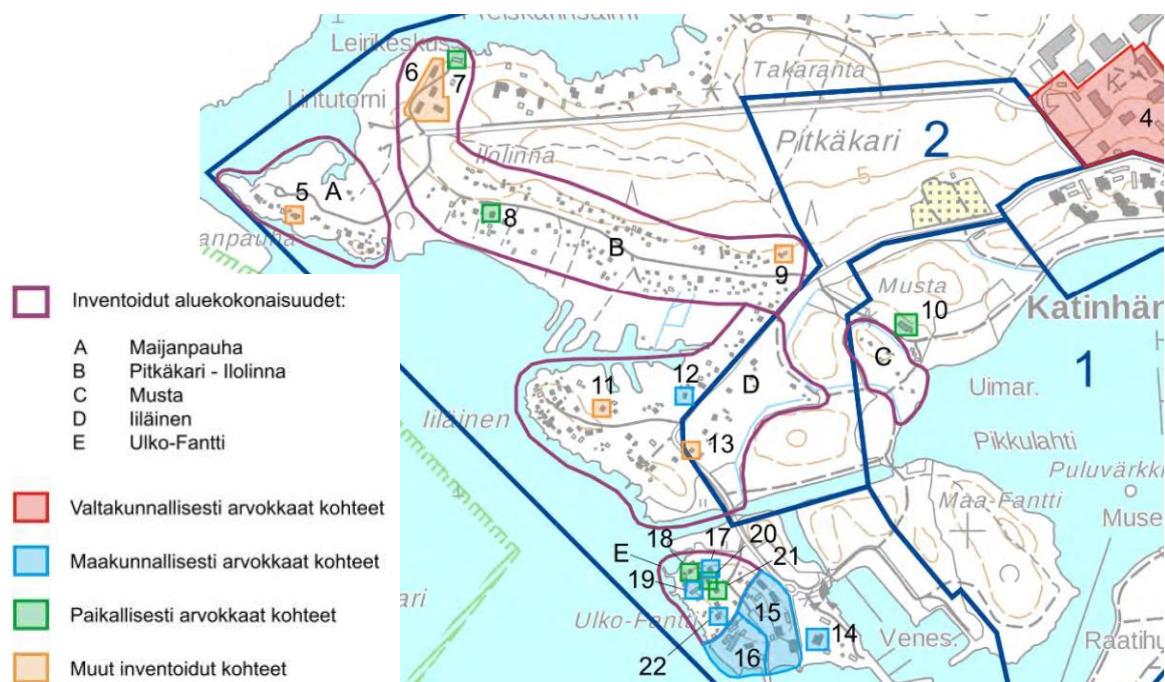 Preiskarinsalmi
Leirikeskus
6
7
Takaranta
4
Lintutorni
Pitkäkari
2
Ilolinna
5
A
5
anpauha
8
B
9
Musta
10
Katinhän
C
1
Inventoidut aluekokonaisuudet:
A Maijanpauha
B Pitkäkari - Ilolinna
C Musta
D Iiläinen
E Ulko-Fantti
Uimar.
12
D
11
Iiläinen
13
Pikkulahti
Puluvärkki
Maa-Fantti
Muse
Valtakunnallisesti arvokkaat kohteet
Maakunnallisesti arvokkaat kohteet
Paikallisesti arvokkaat kohteet
Muut inventoidut kohteet
18
17
20
E
21
19
ari
15
Ulko-Fantti
14
Venes.
Raatihu
22
16